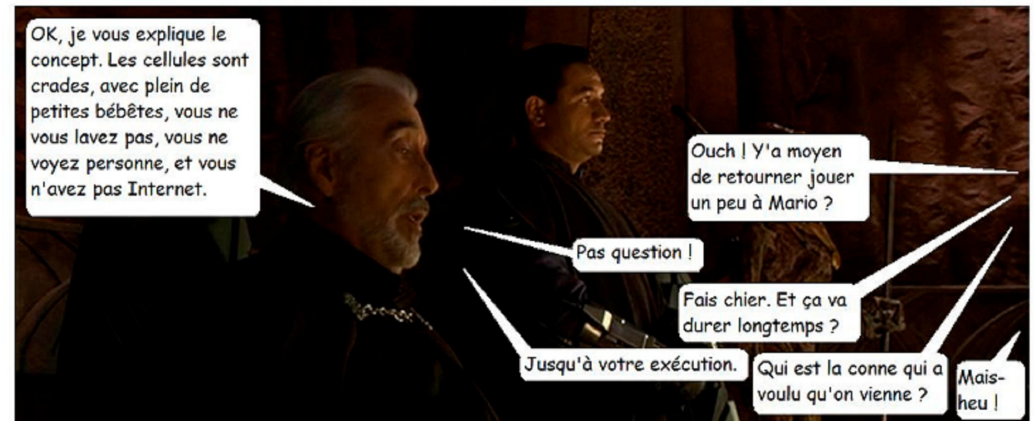 OK, je vous explique le
concept. Les cellules sont
crades, avec plein de
petites bébêtes, vous ne
vous lavez pas, vous ne
voyez personne, et vous
n'avez pas Internet.
Ouch ! Y'a moyen
de retourner jouer
un peu à Mario ?
Pas question !
Fais chier. Et ça va
durer longtemps ?
Jusqu'à votre exécution.
Qui est la conne qui a
voulu qu'on vienne ?
Mais-
heu !